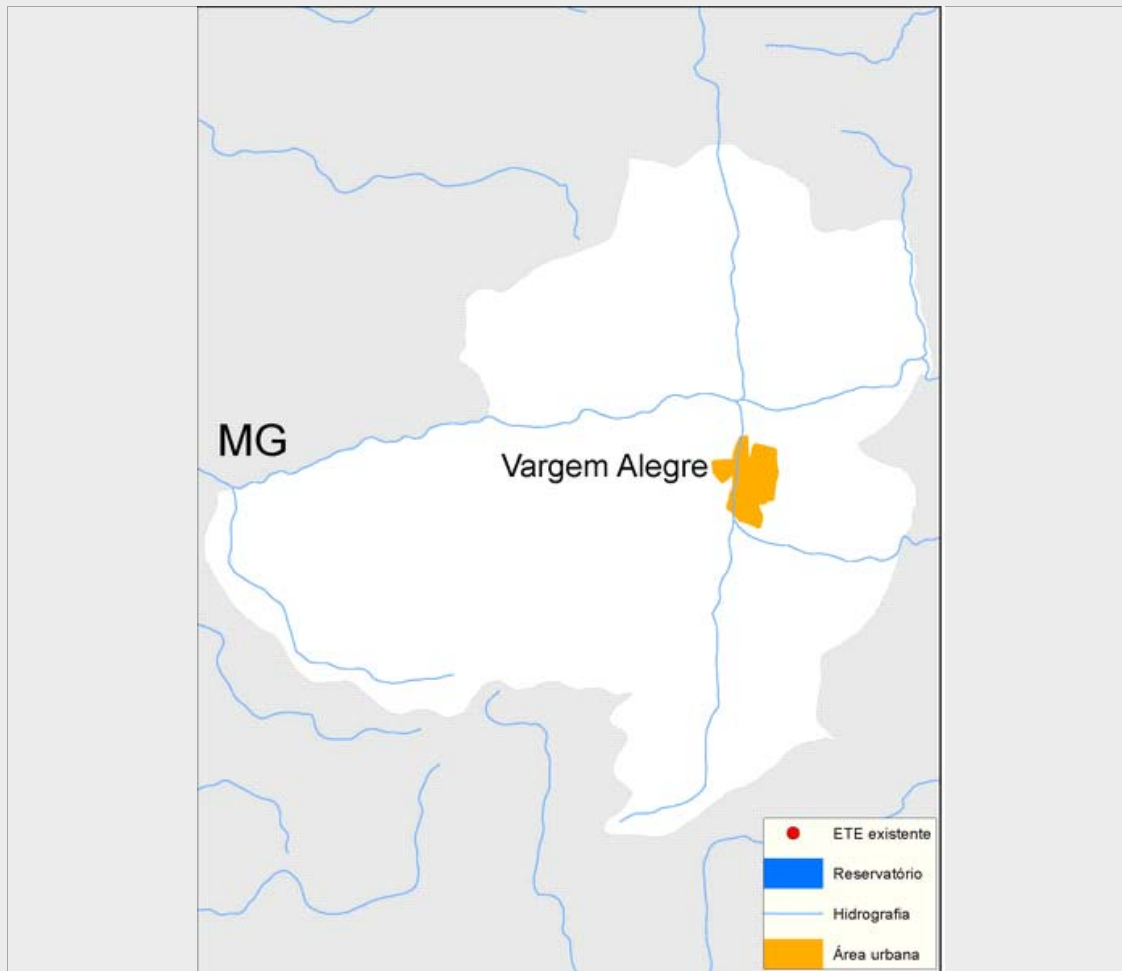 MG
Vargem Alegre
ETE existente
Reservatório
Hidrografia
Área urbana